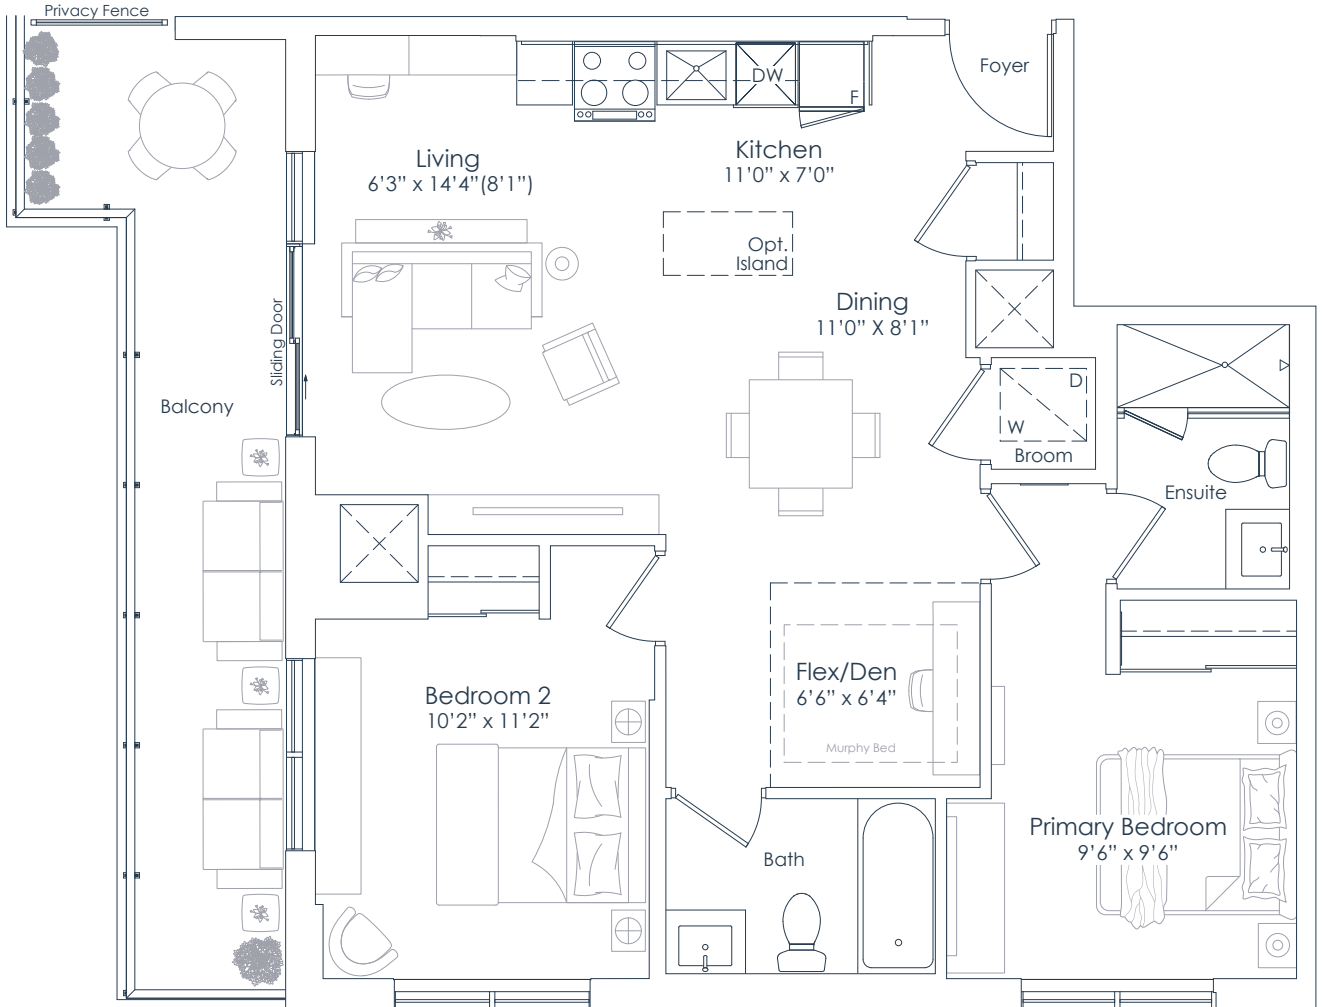 Privacy Fence
Foyer
DW
F
Living
6’3” x 14’4”(8’1”)
Kitchen
11’0” x 7’0”
Opt.
Island
Dining
11’0” X 8’1”
Sliding Door
Balcony
D
W
Broom
Ensuite
Flex/Den
6’6” x 6’4”
Murphy Bed
Bedroom 2
10’2” x 11’2”
Primary Bedroom
9’6” x 9’6”
Bath